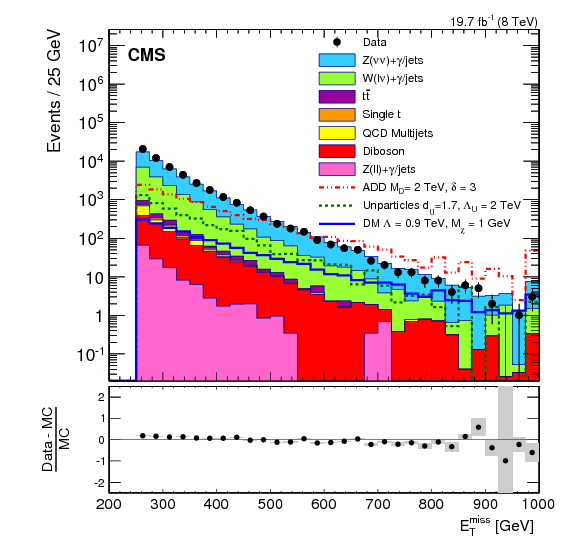 19.7 fb⁻¹ (8 TeV)
CMS
Events / 25 GeV
10⁷
10⁶
10⁵
10⁴
10³
10²
10
1
10⁻¹
Data
Z(νν)+γ/jets
W(lν)+γ/jets
tt̄
Single t
QCD Multijets
Diboson
Z(ll)+γ/jets
ADD M_D= 2 TeV, δ = 3
Unparticles d_U=1.7, Λ_U = 2 TeV
DM Λ = 0.9 TeV, M_χ = 1 GeV
Data - MC
MC
2
1
0
-1
-2
200 300 400 500 600 700 800 900 1000
E_T^miss [GeV]